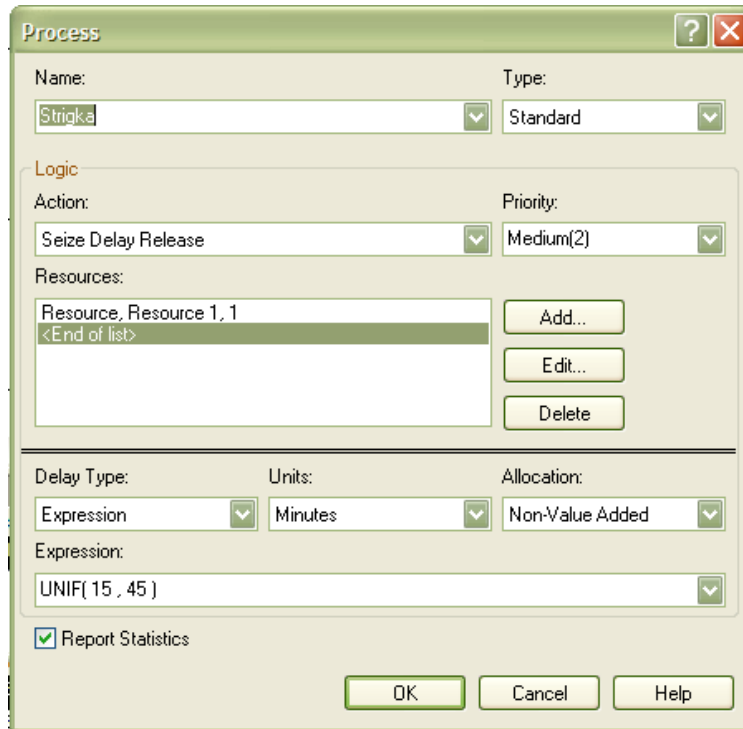 Process
Name: Type:
Strigka Standard
Logic
Action: Priority:
Seize Delay Release Medium(2)
Resources:
Resource, Resource 1, 1
<End of list>
Add...
Edit...
Delete
Delay Type: Units: Allocation:
Expression Minutes Non-Value Added
Expression:
UNIF( 15 , 45 )
Report Statistics
OK Cancel Help